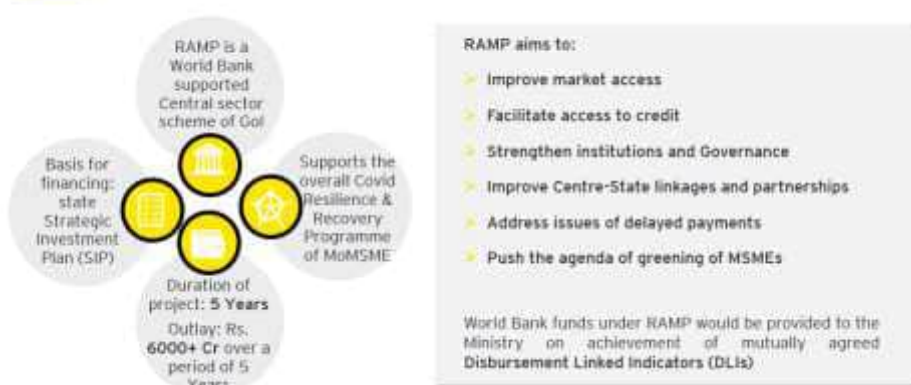 RAMP is a
World Bank
supported
Central sector
scheme of GoI
Basis for
financing:
state
Strategic
Investment
Plan (SIP)
Supports the
overall Covid
Resilience &
Recovery
Programme
of MoMSME
Duration of
project: 5 Years
Outlay: Rs.
6000+ Cr over a
period of 5
Years
RAMP aims to:
> Improve market access
> Facilitate access to credit
> Strengthen institutions and Governance
> Improve Centre-State linkages and partnerships
> Address issues of delayed payments
> Push the agenda of greening of MSMEs
World Bank funds under RAMP would be provided to the
Ministry on achievement of mutually agreed
Disbursement Linked Indicators (DLIs)